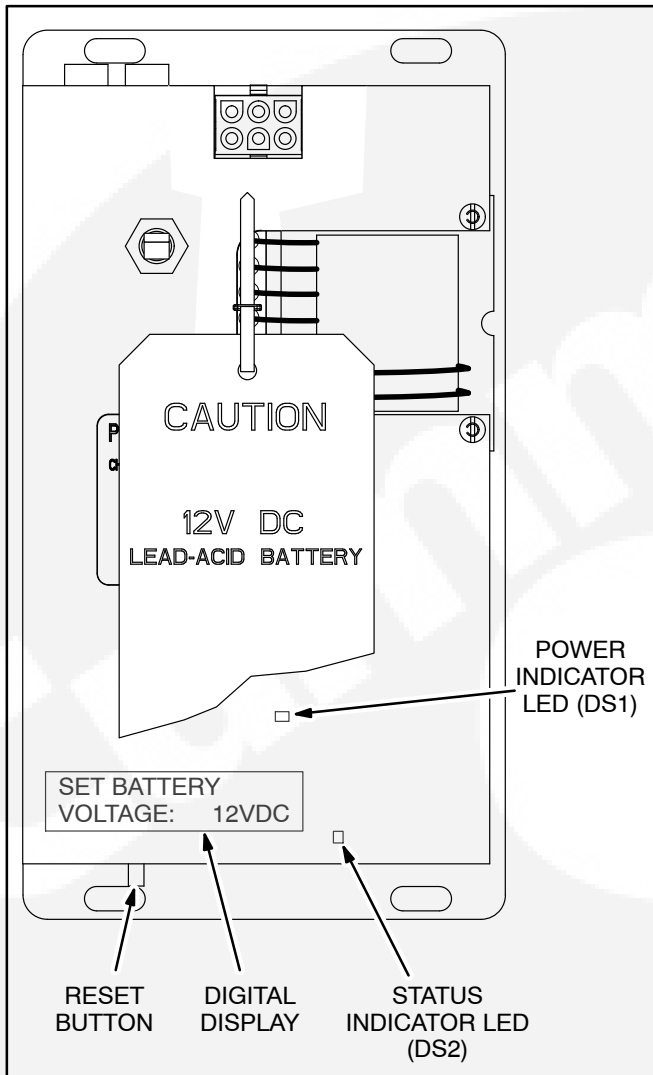 P
CAUTION
12V DC
LEAD-ACID BATTERY
POWER
INDICATOR
LED (DS1)
SET BATTERY
VOLTAGE: 12VDC
RESET
BUTTON
DIGITAL
DISPLAY
STATUS
INDICATOR LED
(DS2)